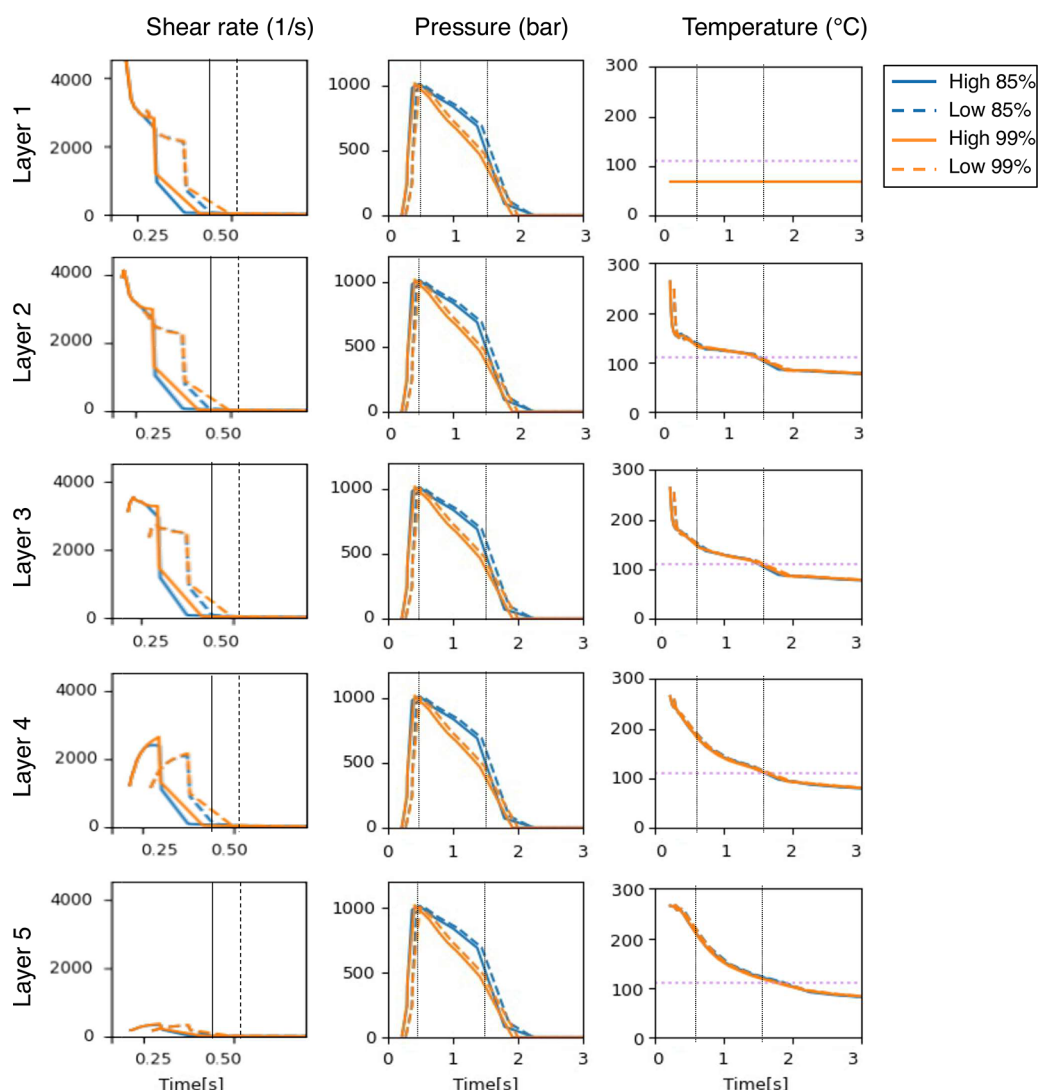 Shear rate (1/s) Pressure (bar) Temperature (°C)
High 85%
Low 85%
High 99%
Low 99%
Layer 1
4000
2000
0
0.25 0.50
1000
500
0
0 1 2 3
300
200
100
0
0 1 2 3
Layer 2
4000
2000
0
0.25 0.50
1000
500
0
0 1 2 3
300
200
100
0
0 1 2 3
Layer 3
4000
2000
0
0.25 0.50
1000
500
0
0 1 2 3
300
200
100
0
0 1 2 3
Layer 4
4000
2000
0
0.25 0.50
1000
500
0
0 1 2 3
300
200
100
0
0 1 2 3
Layer 5
4000
2000
0
0.25 0.50
1000
500
0
0 1 2 3
300
200
100
0
0 1 2 3
Time[s] Time[s] Time[s]